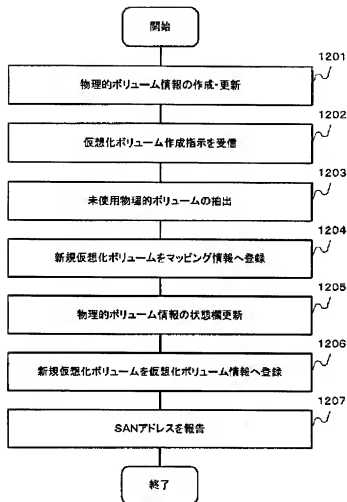 開始
1201
物理的ボリューム情報の作成・更新
1202
仮想化ボリューム作成指示を受信
1203
未使用物理的ボリュームの抽出
1204
新規仮想化ボリュームをマッピング情報へ登録
1205
物理的ボリューム情報の状態欄更新
1206
新規仮想化ボリュームを仮想化ボリューム情報へ登録
1207
SANアドレスを報告
終了